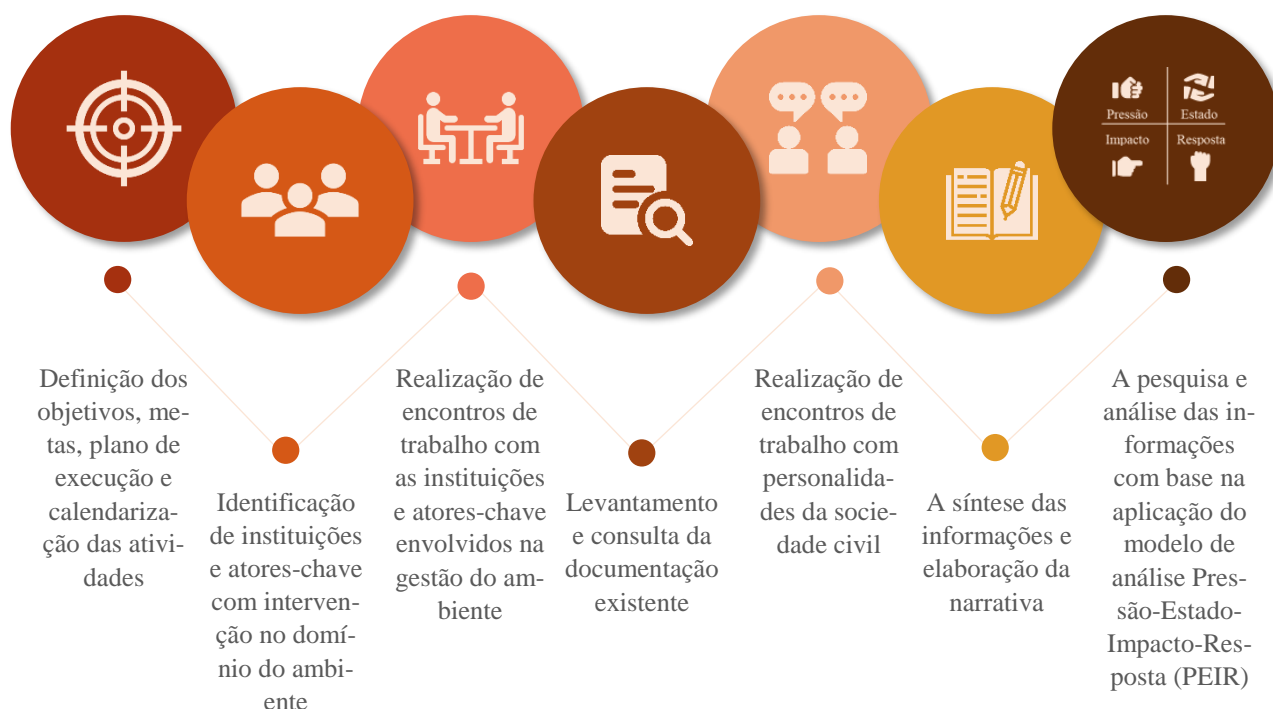 Pressão
Estado
Impacto
Resposta
Definição dos
objetivos, me-
tas, plano de
execução e
calendariza-
ção das ativi-
dades
Identificação
de instituições
e atores-chave
com interven-
ção no domí-
nio do ambi-
ente
Realização de
encontros de
trabalho com
as instituições
e atores-chave
envolvidos na
gestão do am-
biente
Levantamento
e consulta da
documentação
existente
Realização de
encontros de
trabalho com
personalida-
des da socie-
dade civil
A síntese das
informações e
elaboração da
narrativa
A pesquisa e
análise das in-
formações
com base na
aplicação do
modelo de
análise Pres-
são-Estado-
Impacto-Res-
posta (PEIR)